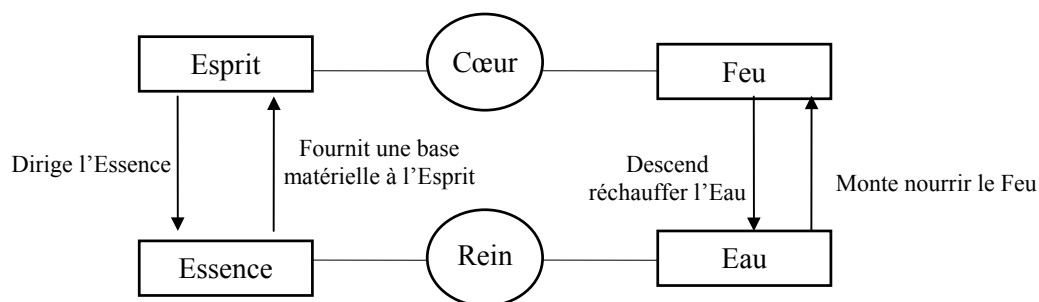 Esprit
Cœur
Feu
Dirige l’Essence
Fournit une base
matérielle à l’Esprit
Descend
réchauffer l’Eau
Monte nourrir le Feu
Essence
Rein
Eau